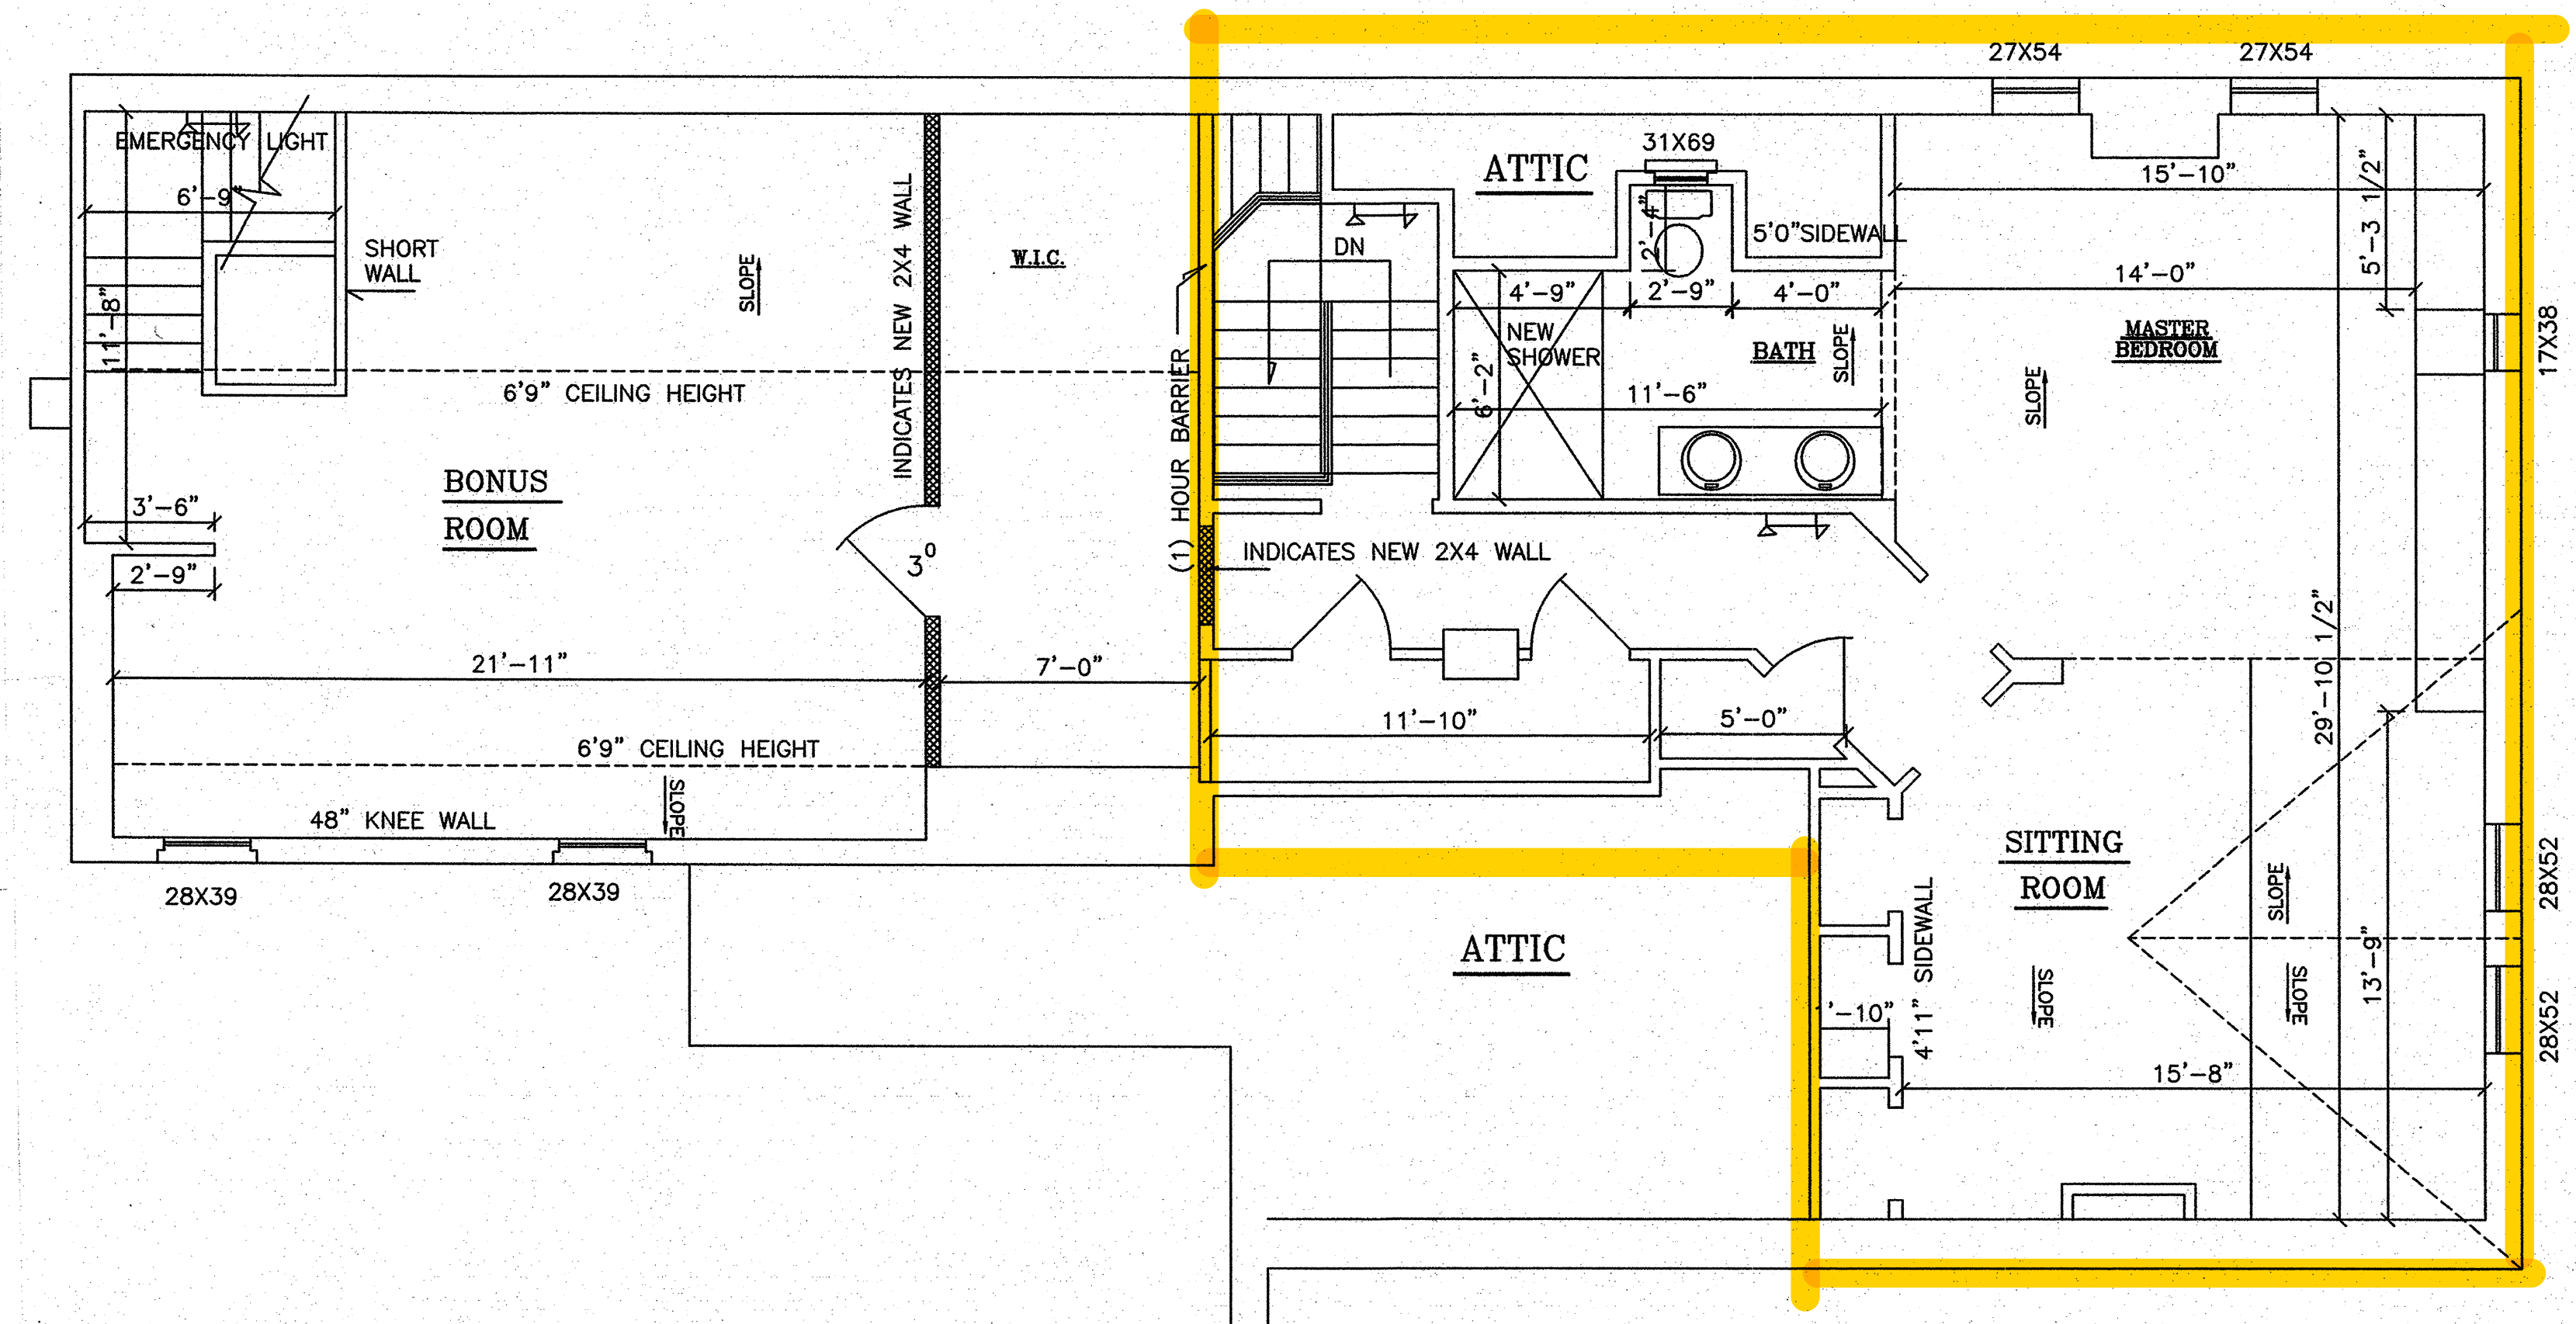 27X54
27X54
EMERGENCY LIGHT
6'-9"
SHORT
WALL
11'-8"
SLOPE
6'9" CEILING HEIGHT
INDICATES NEW 2X4 WALL
W.I.C.
BONUS
ROOM
3'-6"
2'-9"
3⁰
21'-11"
7'-0"
6'9" CEILING HEIGHT
SLOPE
48" KNEE WALL
28X39
28X39
(1) HOUR BARRIER
DN
ATTIC
31X69
2'-4"
5'0"SIDEWALL
4'-9"
2'-9"
4'-0"
NEW
SHOWER
6'-2"
BATH
SLOPE
11'-6"
INDICATES NEW 2X4 WALL
11'-10"
5'-0"
15'-10"
5'-3 1/2"
14'-0"
MASTER
BEDROOM
SLOPE
17X38
29'-10 1/2"
SITTING
ROOM
SLOPE
28X52
ATTIC
4'11" SIDEWALL
'-10"
SLOPE
SLOPE
13'-9"
28X52
15'-8"